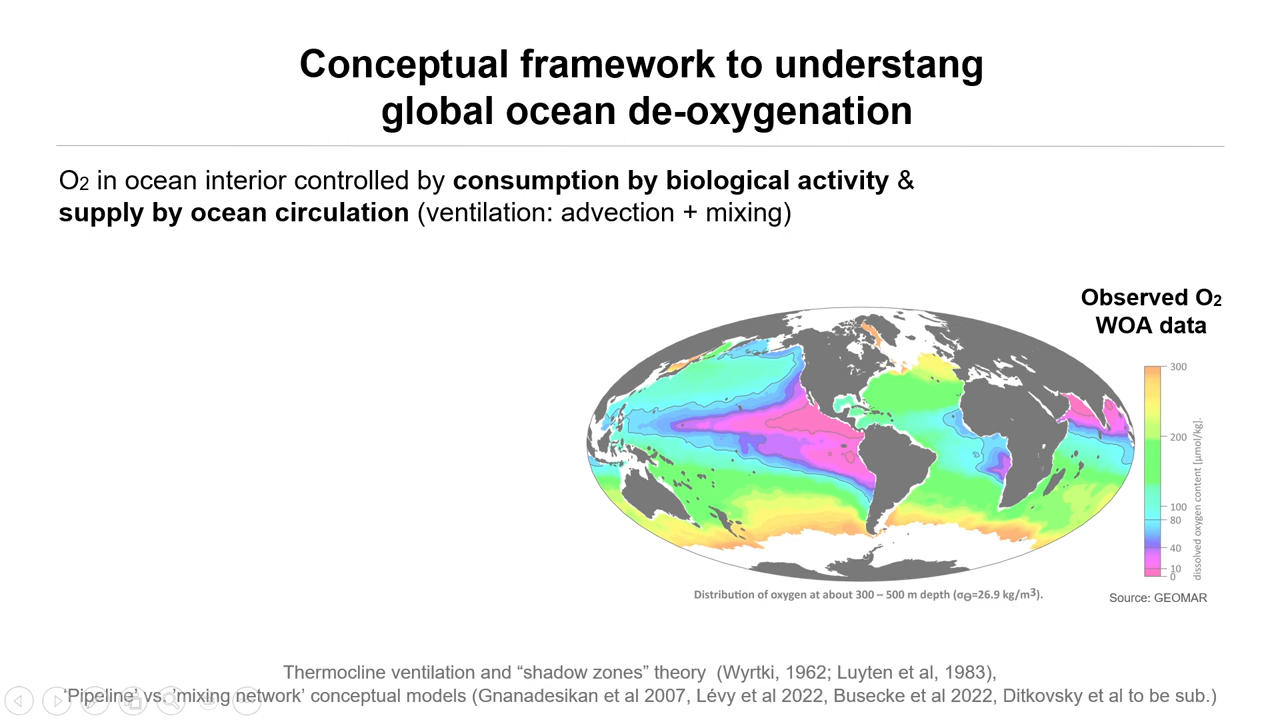 Conceptual framework to understang
global ocean de-oxygenation
O2 in ocean interior controlled by consumption by biological activity &
supply by ocean circulation (ventilation: advection + mixing)
Observed O2
WOA data
300
200
100
80
40
10
0
dissolved oxygen content [µmol/kg].
Distribution of oxygen at about 300 – 500 m depth (σΘ=26.9 kg/m3).
Source: GEOMAR
Thermocline ventilation and “shadow zones” theory (Wyrtki, 1962; Luyten et al, 1983),
‘Pipeline’ vs. ‘mixing network’ conceptual models (Gnanadesikan et al 2007, Lévy et al 2022, Busecke et al 2022, Ditkovsky et al to be sub.)